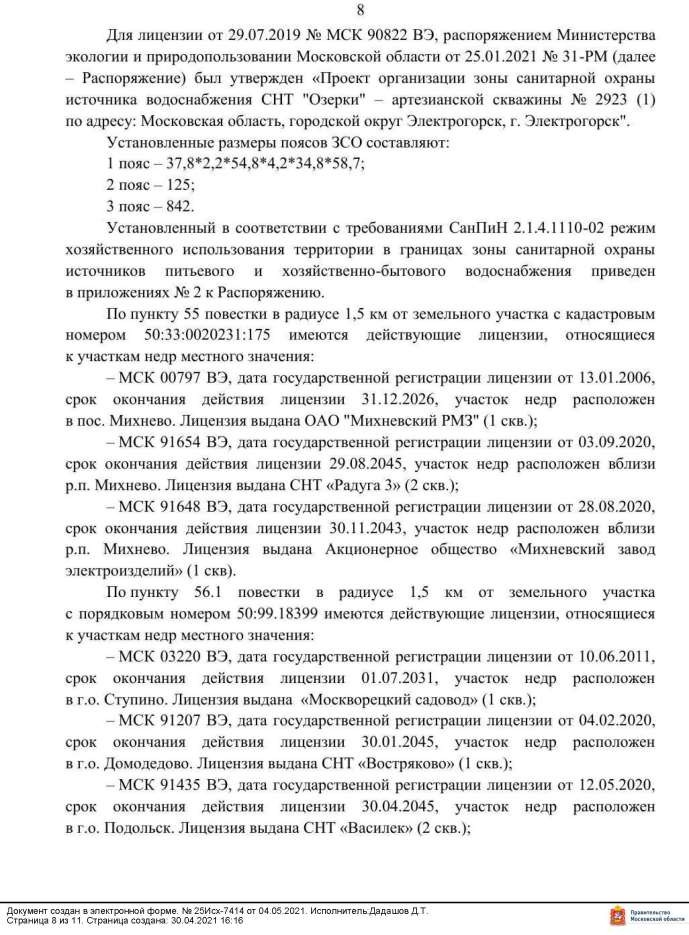 8
Для лицензии от 29.07.2019 № МСК 90822 ВЭ, распоряжением Министерства
экологии и природопользовании Московской области от 25.01.2021 № 31-РМ (далее
– Распоряжение) был утвержден «Проект организации зоны санитарной охраны
источника водоснабжения СНТ "Озерки" – артезианской скважины № 2923 (1)
по адресу: Московская область, городской округ Электрогорск, г. Электрогорск".
Установленные размеры поясов ЗСО составляют:
1 пояс – 37,8*2,2*54,8*4,2*34,8*58,7;
2 пояс – 125;
3 пояс – 842.
Установленный в соответствии с требованиями СанПиН 2.1.4.1110-02 режим
хозяйственного использования территории в границах зоны санитарной охраны
источников питьевого и хозяйственно-бытового водоснабжения приведен
в приложениях № 2 к Распоряжению.
По пункту 55 повестки в радиусе 1,5 км от земельного участка с кадастровым
номером 50:33:0020231:175 имеются действующие лицензии, относящиеся
к участкам недр местного значения:
– МСК 00797 ВЭ, дата государственной регистрации лицензии от 13.01.2006,
срок окончания действия лицензии 31.12.2026, участок недр расположен
в пос. Михнево. Лицензия выдана ОАО "Михневский РМЗ" (1 скв.);
– МСК 91654 ВЭ, дата государственной регистрации лицензии от 03.09.2020,
срок окончания действия лицензии 29.08.2045, участок недр расположен вблизи
р.п. Михнево. Лицензия выдана СНТ «Радуга 3» (2 скв.);
– МСК 91648 ВЭ, дата государственной регистрации лицензии от 28.08.2020,
срок окончания действия лицензии 30.11.2043, участок недр расположен вблизи
р.п. Михнево. Лицензия выдана Акционерное общество «Михневский завод
электроизделий» (1 скв).
По пункту 56.1 повестки в радиусе 1,5 км от земельного участка
с порядковым номером 50:99.18399 имеются действующие лицензии, относящиеся
к участкам недр местного значения:
– МСК 03220 ВЭ, дата государственной регистрации лицензии от 10.06.2011,
срок окончания действия лицензии 01.07.2031, участок недр расположен
в г.о. Ступино. Лицензия выдана «Москворецкий садовод» (1 скв.);
– МСК 91207 ВЭ, дата государственной регистрации лицензии от 04.02.2020,
срок окончания действия лицензии 30.01.2045, участок недр расположен
в г.о. Домодедово. Лицензия выдана СНТ «Востряково» (1 скв.);
– МСК 91435 ВЭ, дата государственной регистрации лицензии от 12.05.2020,
срок окончания действия лицензии 30.04.2045, участок недр расположен
в г.о. Подольск. Лицензия выдана СНТ «Василек» (2 скв.);
Документ создан в электронной форме. № 25Исх-7414 от 04.05.2021. Исполнитель:Дадашов Д.Т.
Страница 8 из 11. Страница создана: 30.04.2021 16:16
Правительство
Московской области